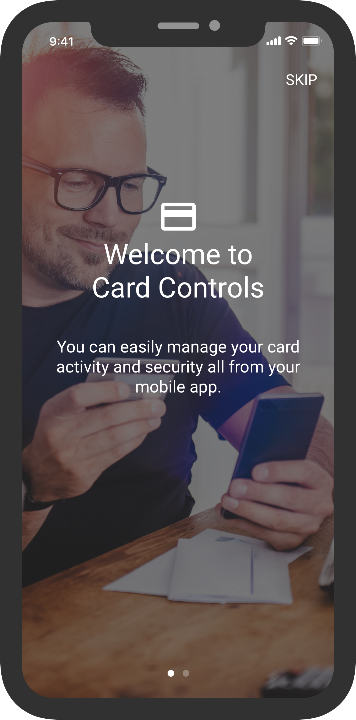 9:41
SKIP
Welcome to
Card Controls
You can easily manage your card
activity and security all from your
mobile app.